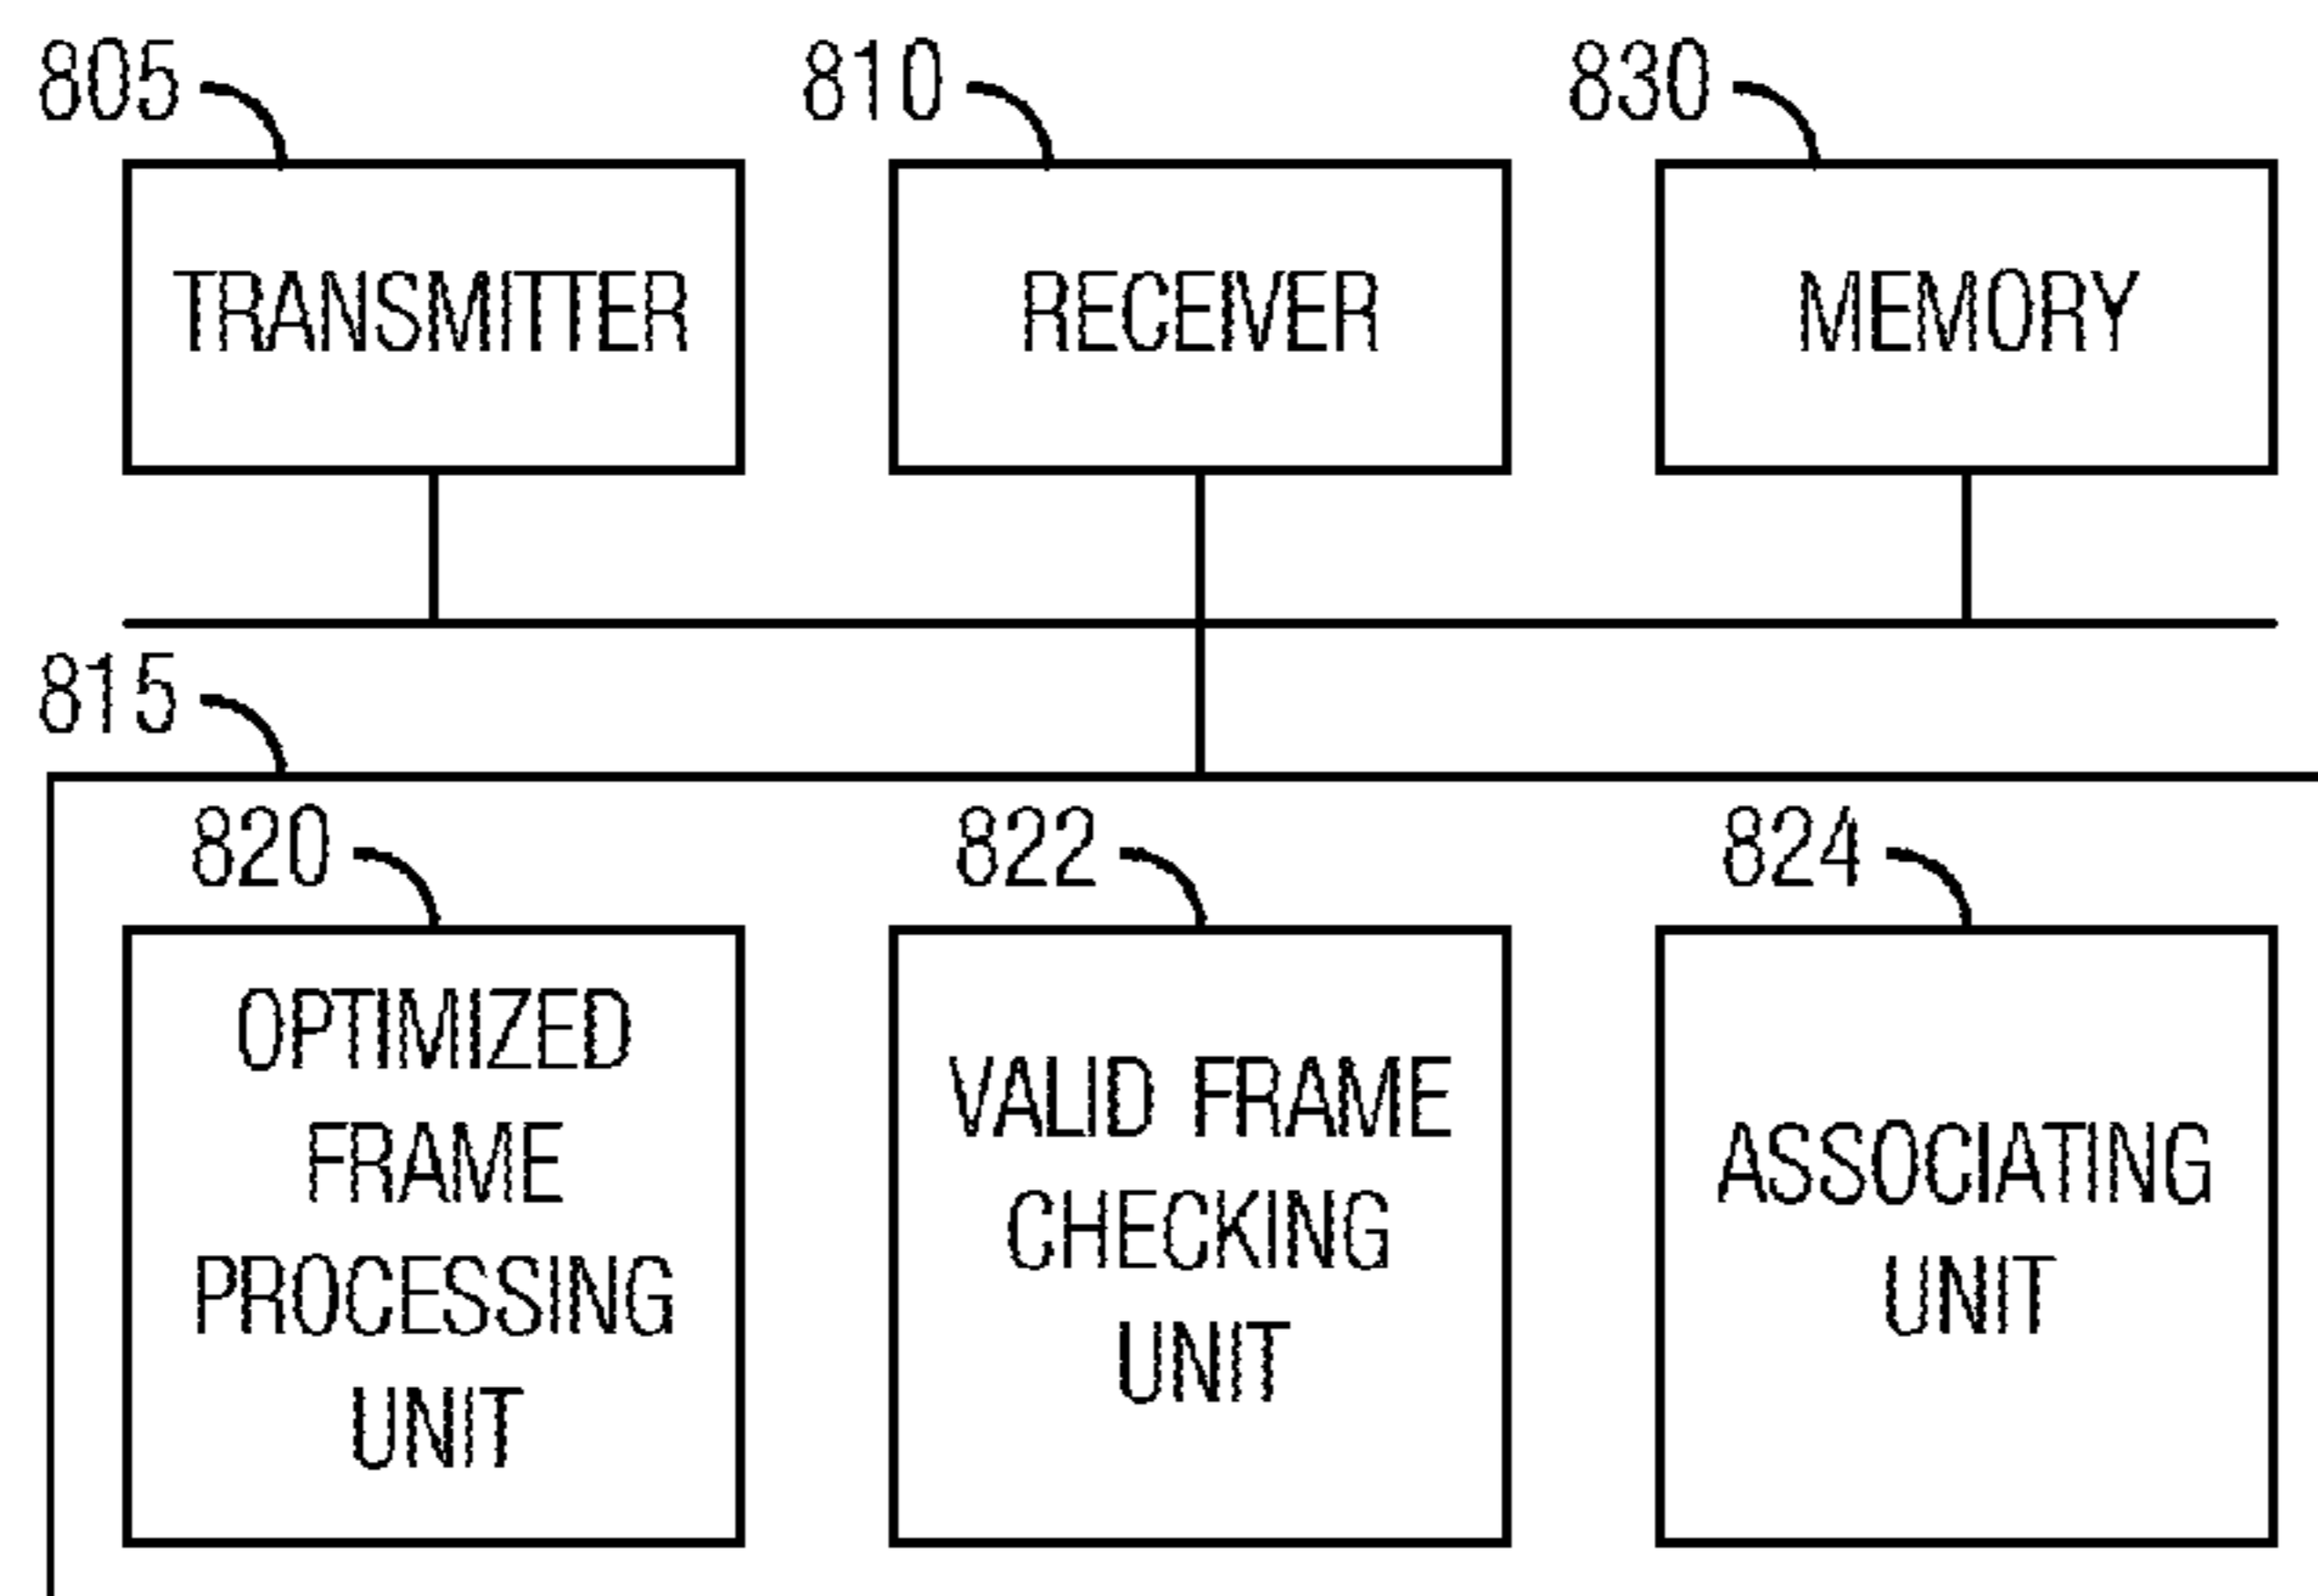 805
810
830
TRANSMITTER
RECEIVER
MEMORY
815
820
822
824
OPTIMIZED
FRAME
PROCESSING
UNIT
VALID FRAME
CHECKING
UNIT
ASSOCIATING
UNIT